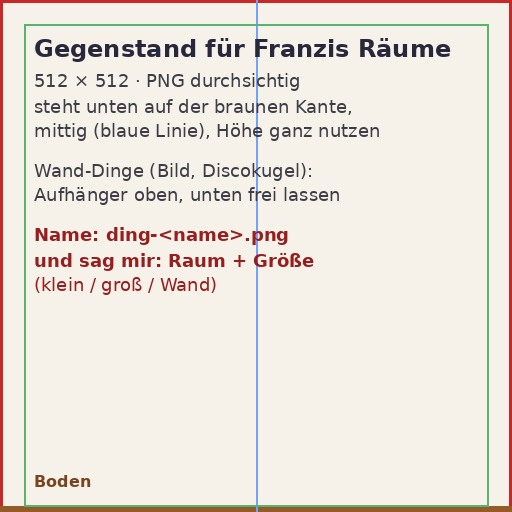 Gegenstand für Franzis Räume
512 × 512 · PNG durchsichtig
steht unten auf der braunen Kante,
mittig (blaue Linie), Höhe ganz nutzen
Wand-Dinge (Bild, Discokugel):
Aufhänger oben, unten frei lassen
Name: ding-<name>.png
und sag mir: Raum + Größe
(klein / groß / Wand)
Boden